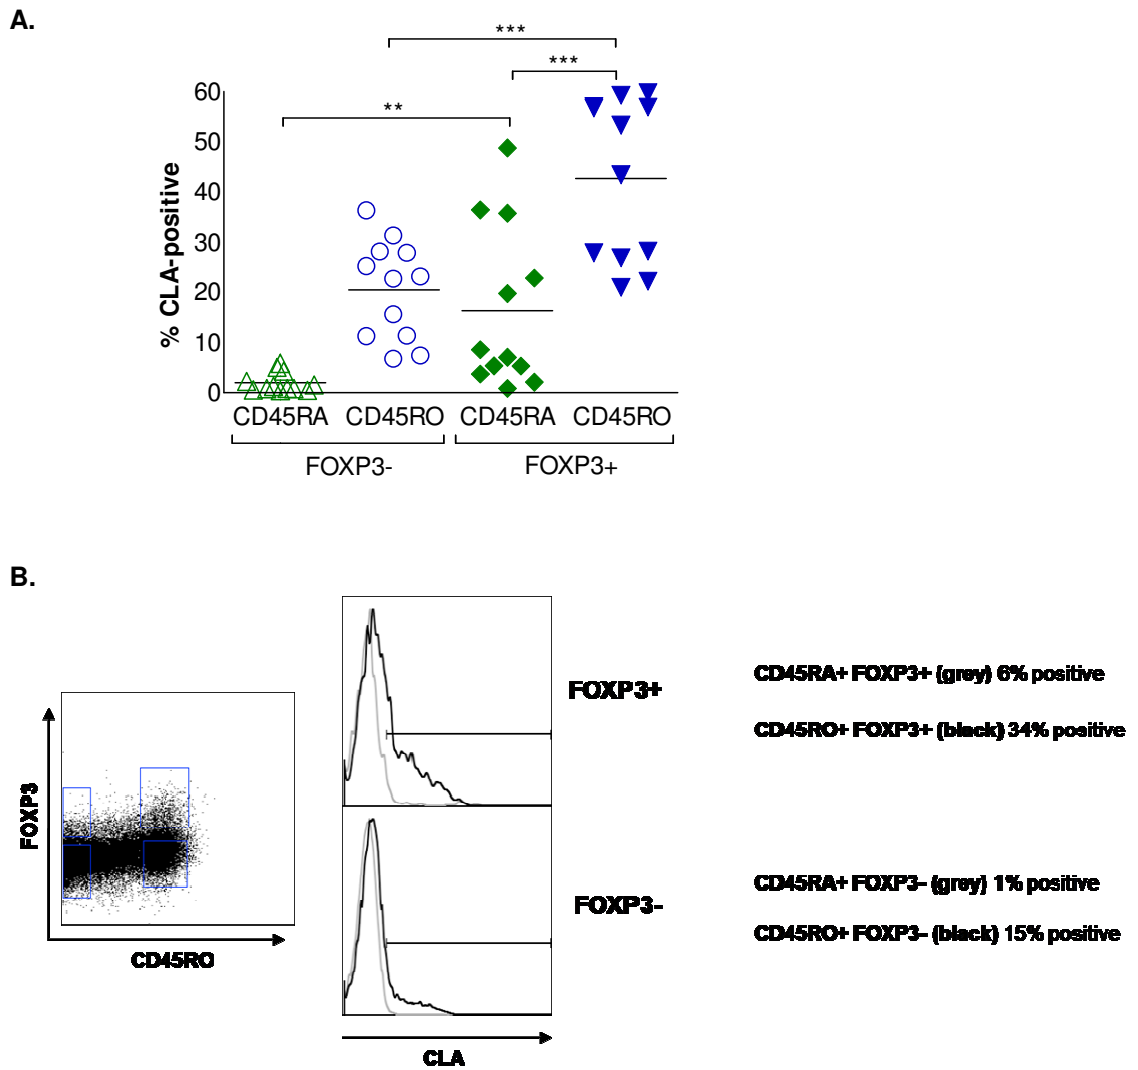 A.
***
***
**
60
50
40
30
20
10
0
% CLA-positive
CD45RA CD45RO CD45RA CD45RO
FOXP3- FOXP3+
B.
FOXP3+
CD45RA+ FOXP3+ (grey) 6% positive
CD45RO+ FOXP3+ (black) 34% positive
FOXP3
CD45RO
FOXP3-
CD45RA+ FOXP3- (grey) 1% positive
CD45RO+ FOXP3- (black) 15% positive
CLA